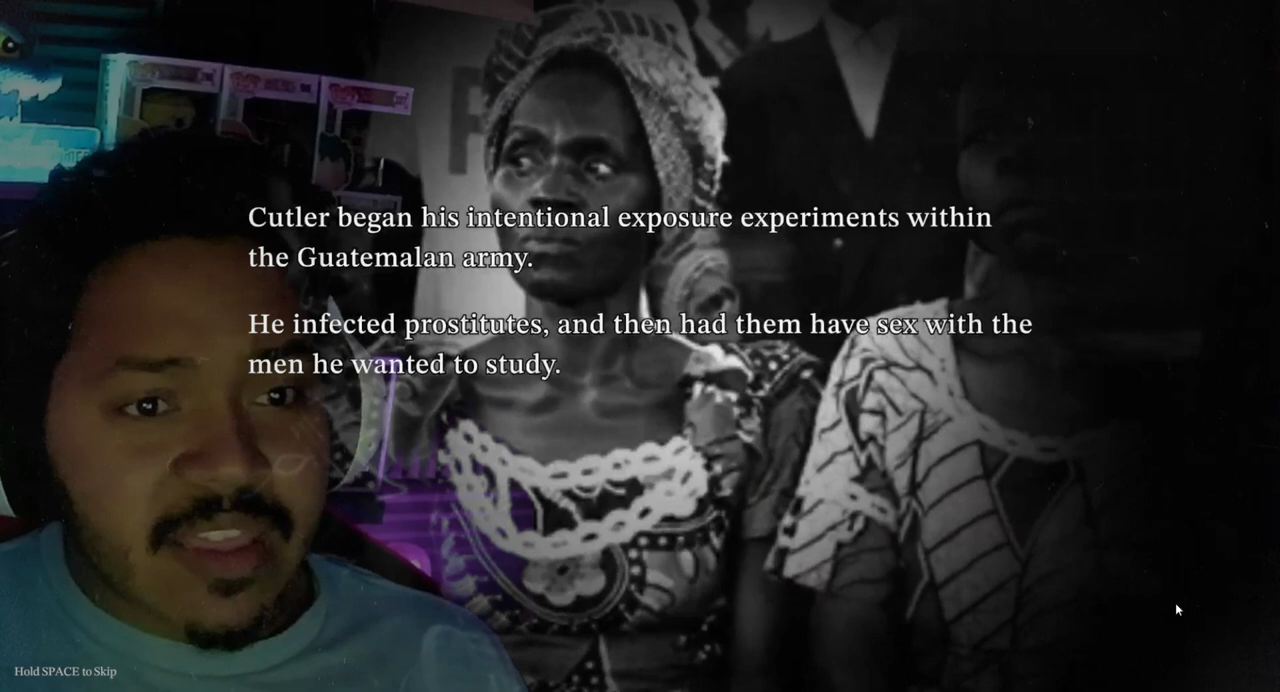 Cutler began his intentional exposure experiments within
the Guatemalan army.
He infected prostitutes, and then had them have sex with the
men he wanted to study.
Hold SPACE to Skip